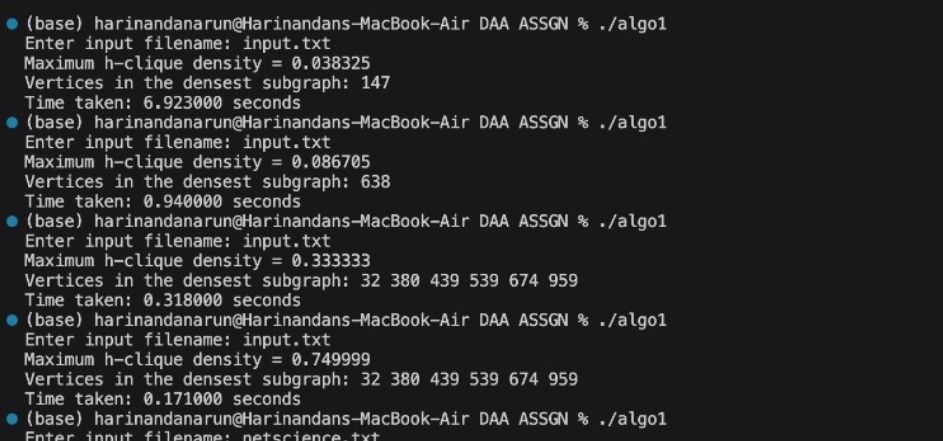 (base) harinandanarun@Harinandans-MacBook-Air DAA ASSGN % ./algo1
Enter input filename: input.txt
Maximum h-clique density = 0.038325
Vertices in the densest subgraph: 147
Time taken: 6.923000 seconds
(base) harinandanarun@Harinandans-MacBook-Air DAA ASSGN % ./algo1
Enter input filename: input.txt
Maximum h-clique density = 0.086705
Vertices in the densest subgraph: 638
Time taken: 0.940000 seconds
(base) harinandanarun@Harinandans-MacBook-Air DAA ASSGN % ./algo1
Enter input filename: input.txt
Maximum h-clique density = 0.333333
Vertices in the densest subgraph: 32 380 439 539 674 959
Time taken: 0.318000 seconds
(base) harinandanarun@Harinandans-MacBook-Air DAA ASSGN % ./algo1
Enter input filename: input.txt
Maximum h-clique density = 0.749999
Vertices in the densest subgraph: 32 380 439 539 674 959
Time taken: 0.171000 seconds
(base) harinandanarun@Harinandans-MacBook-Air DAA ASSGN % ./algo1
Enter input filename: netscience.txt